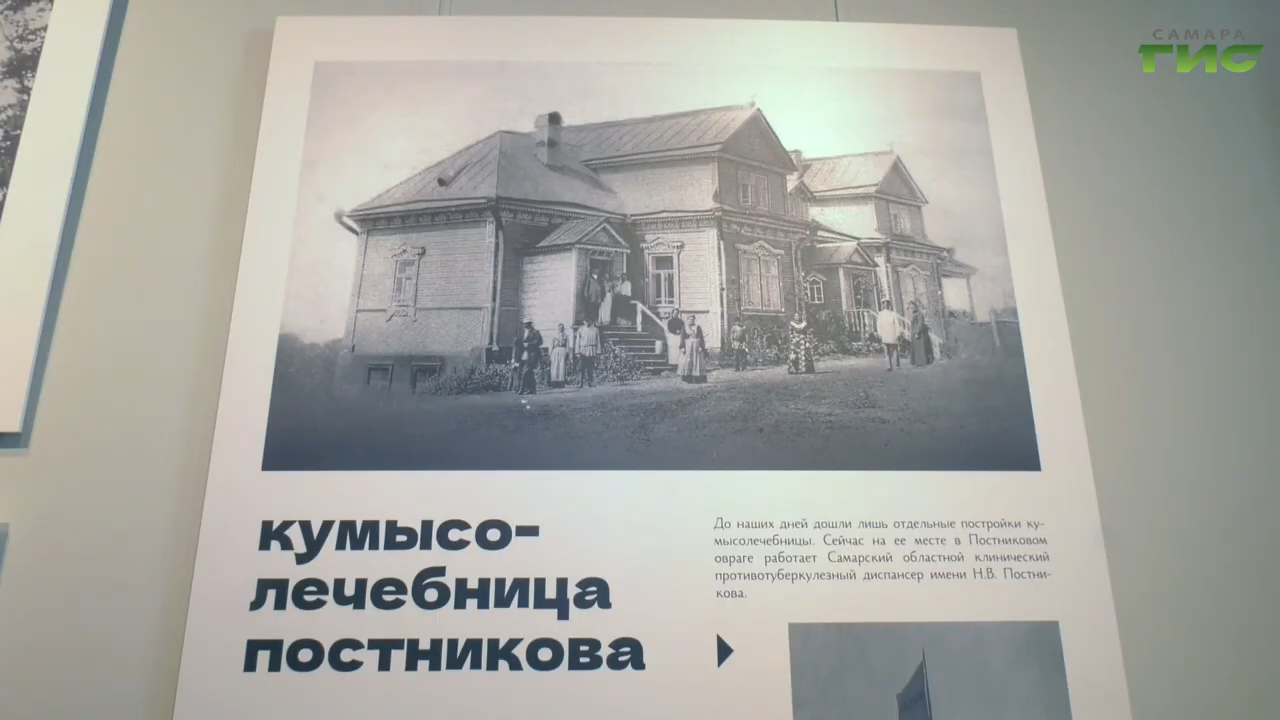 САМАРА
ГИС
кумысо-
лечебница
постникова
До наших дней дошли лишь отдельные постройки ку-
мысолечебницы. Сейчас на ее месте в Постниковом
овраге работает Самарский областной клинический
противотуберкулезный диспансер имени Н.В. Постни-
кова.